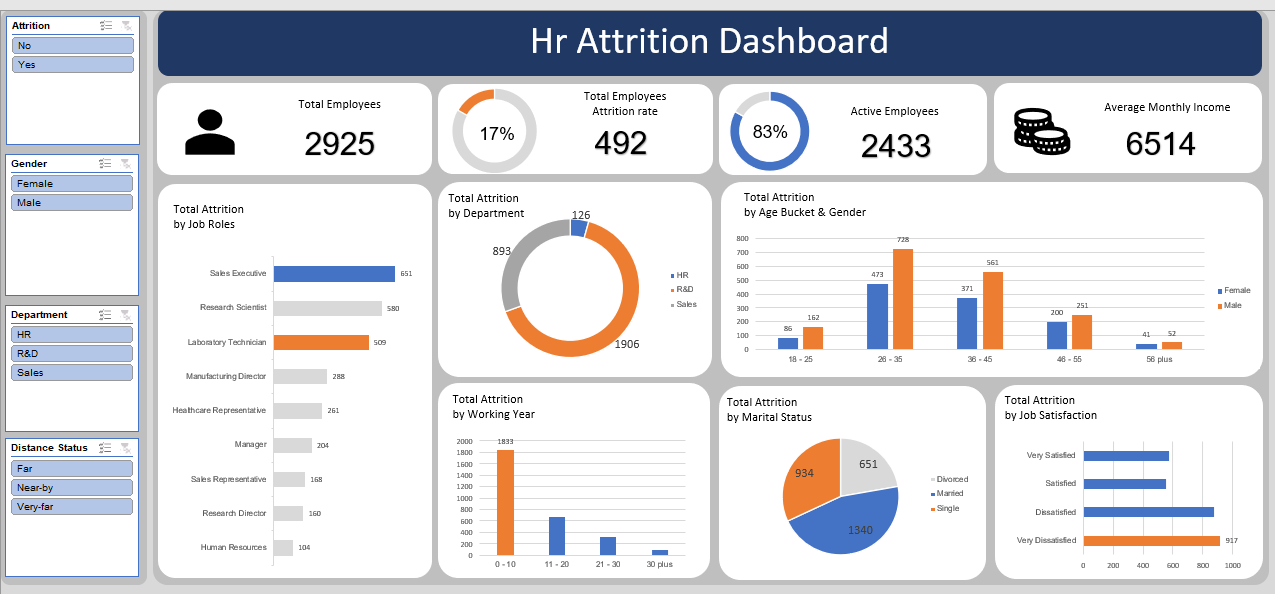 Hr Attrition Dashboard
Attrition
No
Yes
Gender
Female
Male
Department
HR
R&D
Sales
Distance Status
Far
Near-by
Very-far
Total Employees
2925
17%
Total Employees
Attrition rate
492
83%
Active Employees
2433
Average Monthly Income
6514
Total Attrition
by Job Roles
Sales Executive 651
Research Scientist 580
Laboratory Technician 509
Manufacturing Director 288
Healthcare Representative 261
Manager 204
Sales Representative 168
Research Director 160
Human Resources 104
Total Attrition
by Department
126
893
1906
HR
R&D
Sales
Total Attrition
by Age Bucket & Gender
800
700
600
500
400
300
200
100
0
86 162
473 728
371 561
200 251
41 52
18 - 25 26 - 35 36 - 45 46 - 55 56 plus
Female
Male
Total Attrition
by Working Year
2000
1800
1600
1400
1200
1000
800
600
400
200
0
1833
0 - 10 11 - 20 21 - 30 30 plus
Total Attrition
by Marital Status
934
651
1340
Divorced
Married
Single
Total Attrition
by Job Satisfaction
Very Satisfied
Satisfied
Dissatisfied
Very Dissatisfied 917
0 200 400 600 800 1000